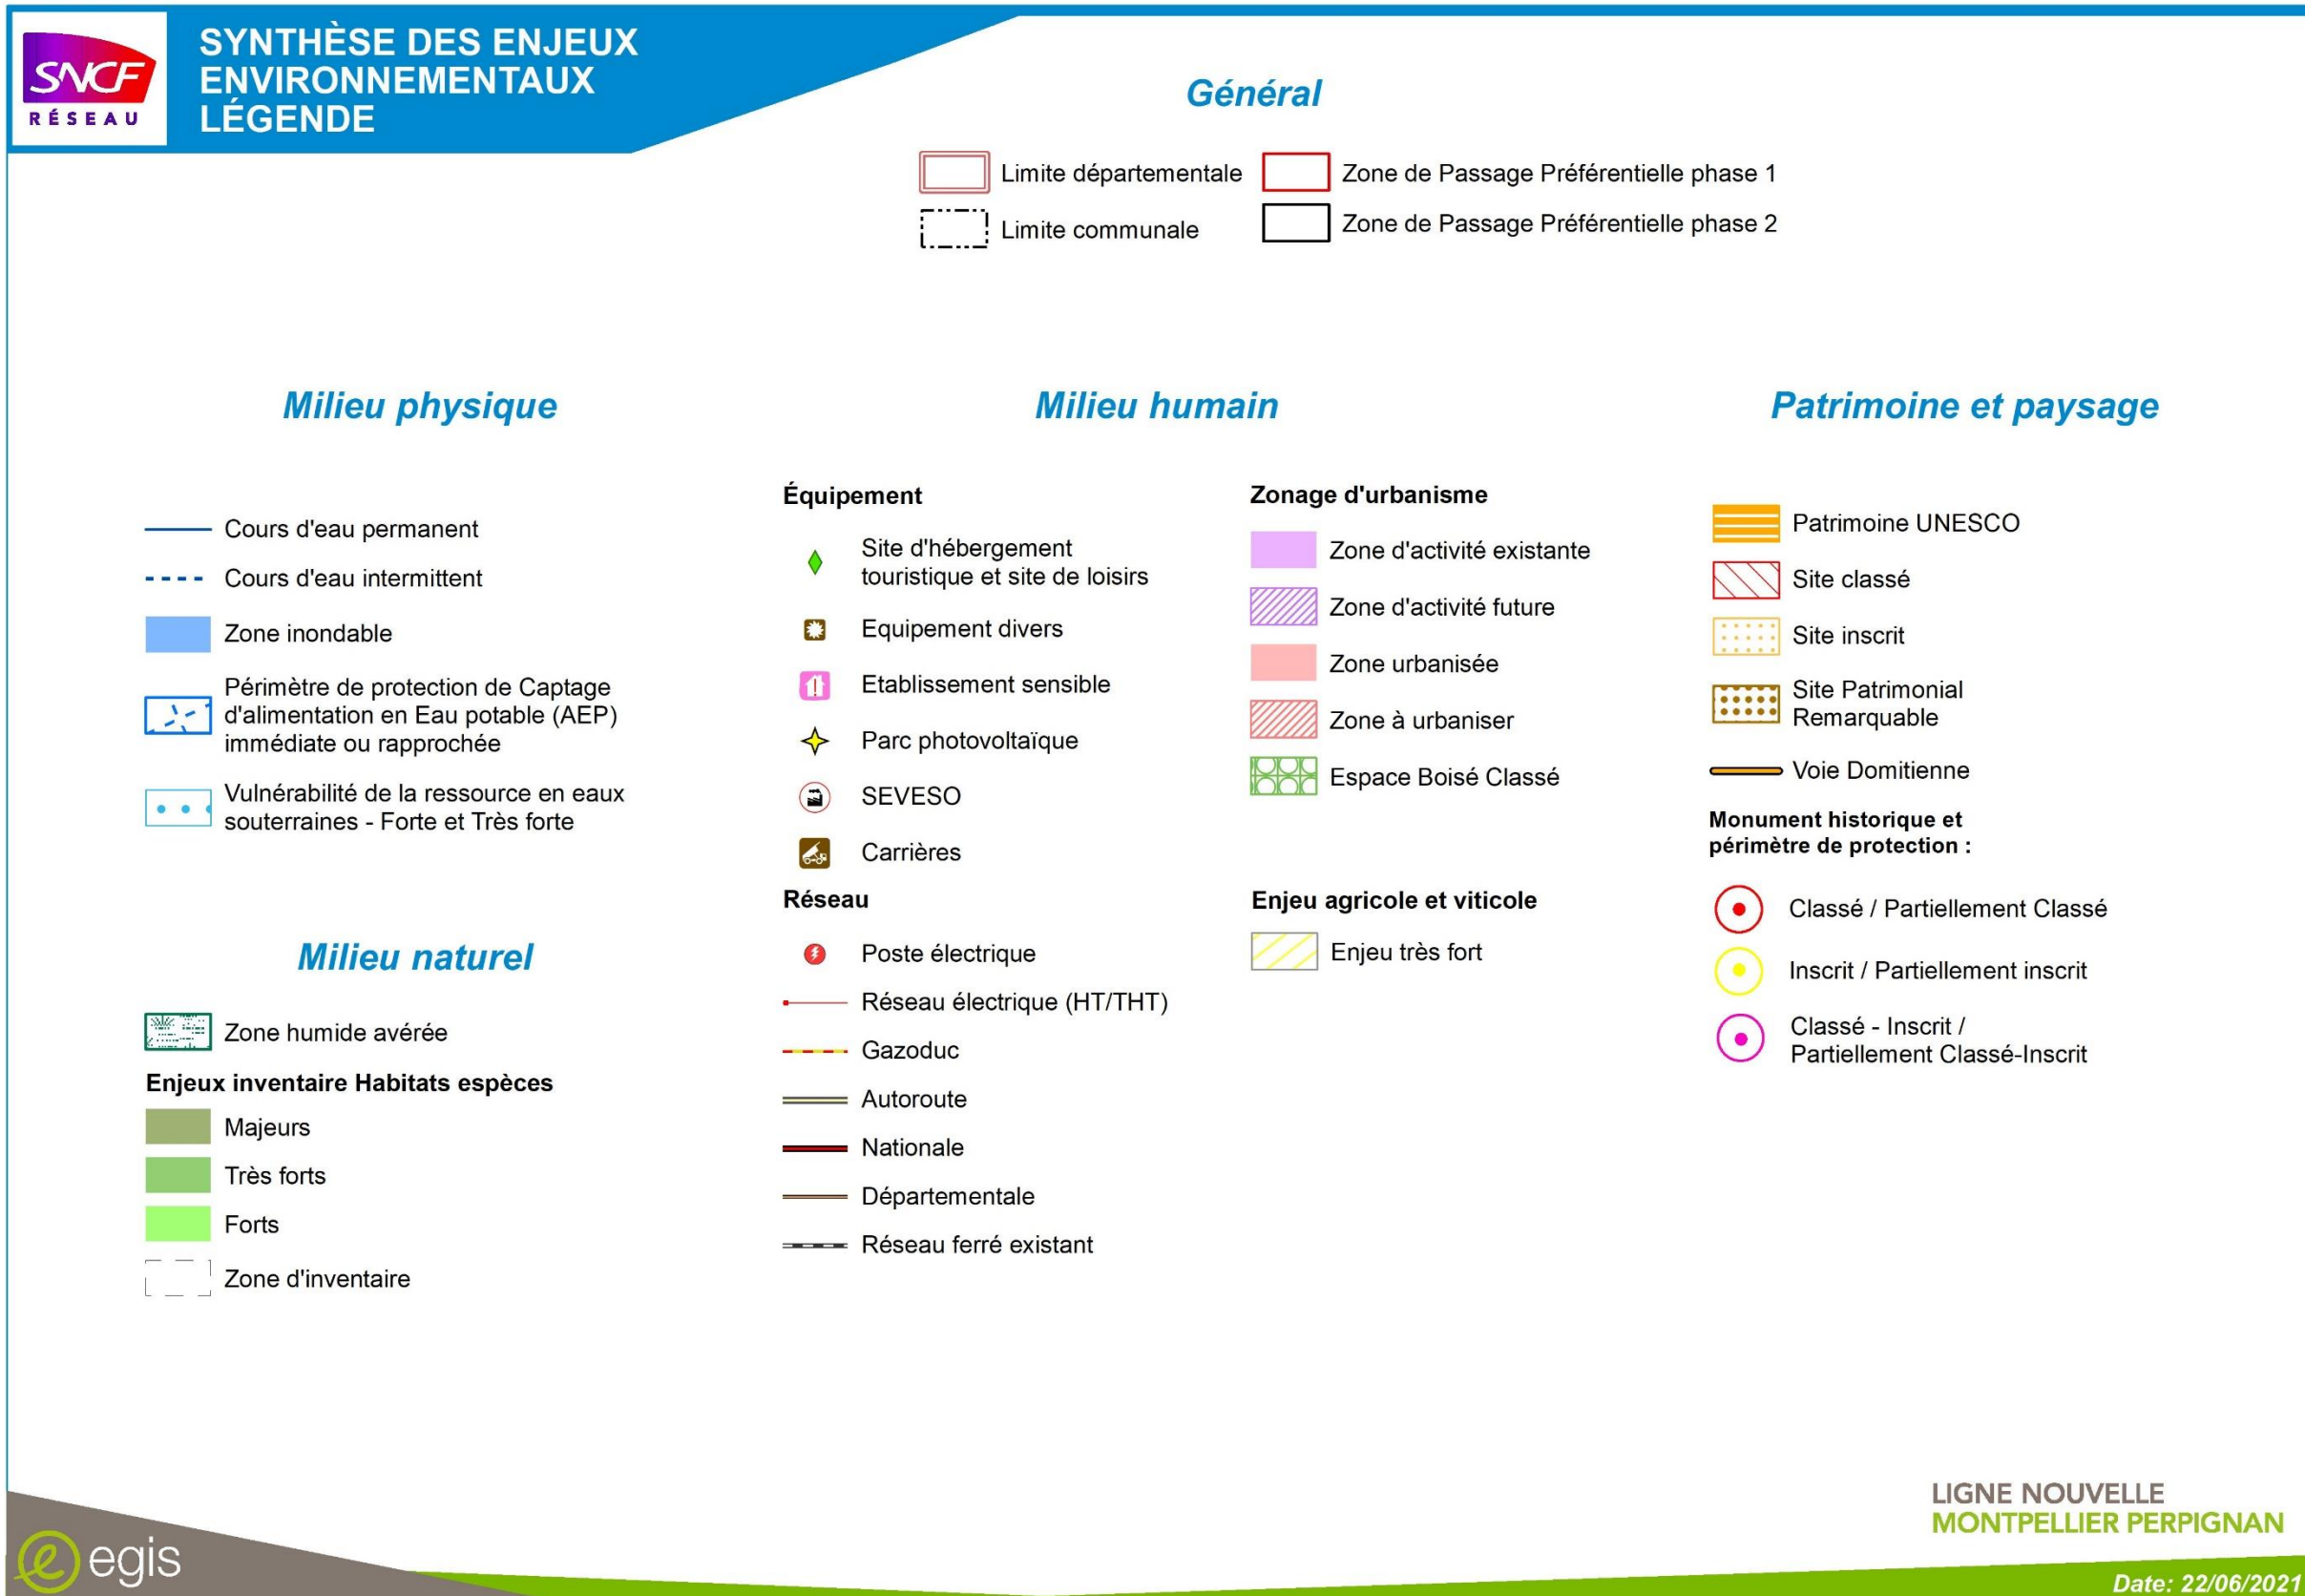 SNCF
RÉSEAU
SYNTHÈSE DES ENJEUX
ENVIRONNEMENTAUX
LÉGENDE
Général
Limite départementale
Zone de Passage Préférentielle phase 1
Limite communale
Zone de Passage Préférentielle phase 2
Milieu physique
Cours d'eau permanent
Cours d'eau intermittent
Zone inondable
Périmètre de protection de Captage
d'alimentation en Eau potable (AEP)
immédiate ou rapprochée
Vulnérabilité de la ressource en eaux
souterraines - Forte et Très forte
Milieu naturel
Zone humide avérée
Enjeux inventaire Habitats espèces
Majeurs
Très forts
Forts
Zone d'inventaire
Milieu humain
Équipement
Site d'hébergement
touristique et site de loisirs
Equipement divers
Etablissement sensible
Parc photovoltaïque
SEVESO
Carrières
Réseau
Poste électrique
Réseau électrique (HT/THT)
Gazoduc
Autoroute
Nationale
Départementale
Réseau ferré existant
Zonage d'urbanisme
Zone d'activité existante
Zone d'activité future
Zone urbanisée
Zone à urbaniser
Espace Boisé Classé
Enjeu agricole et viticole
Enjeu très fort
Patrimoine et paysage
Patrimoine UNESCO
Site classé
Site inscrit
Site Patrimonial
Remarquable
Voie Domitienne
Monument historique et
périmètre de protection :
Classé / Partiellement Classé
Inscrit / Partiellement inscrit
Classé - Inscrit /
Partiellement Classé-Inscrit
egis
LIGNE NOUVELLE
MONTPELLIER PERPIGNAN
Date: 22/06/2021